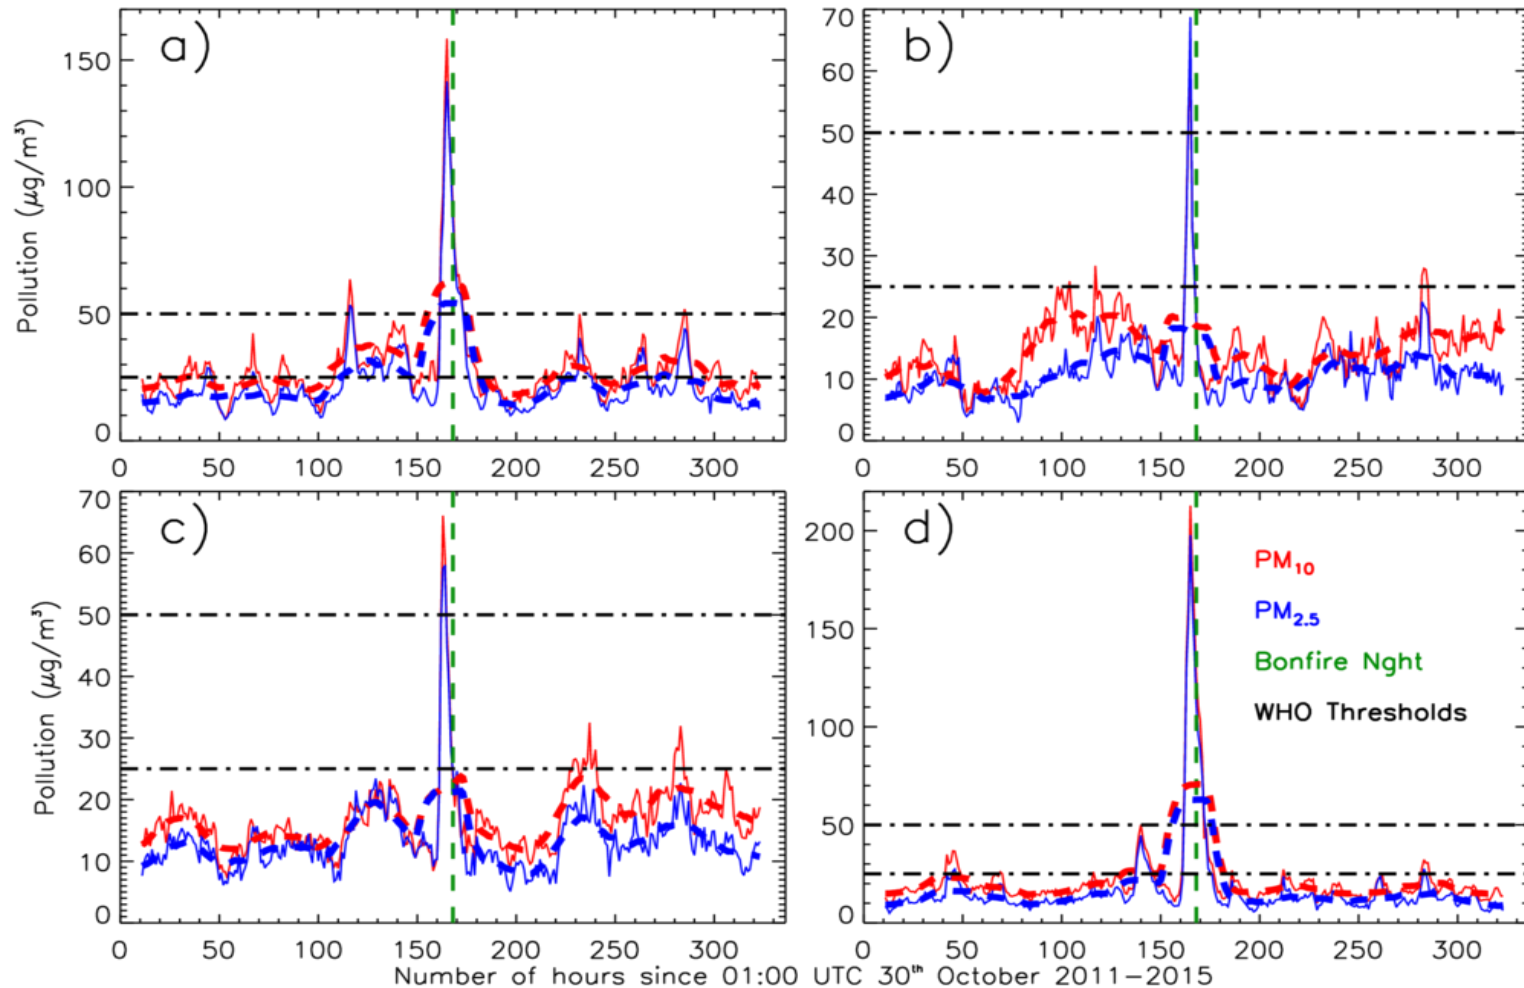 a)
b)
150
100
50
0
0 50 100 150 200 250 300
Pollution (μg/m³)
70
60
50
40
30
20
10
0
0 50 100 150 200 250 300
c)
d)
70
60
50
40
30
20
10
0
0 50 100 150 200 250 300
Pollution (μg/m³)
200
150
100
50
0
0 50 100 150 200 250 300
PM₁₀
PM₂.₅
Bonfire Nght
WHO Thresholds
Number of hours since 01:00 UTC 30ᵗʰ October 2011–2015